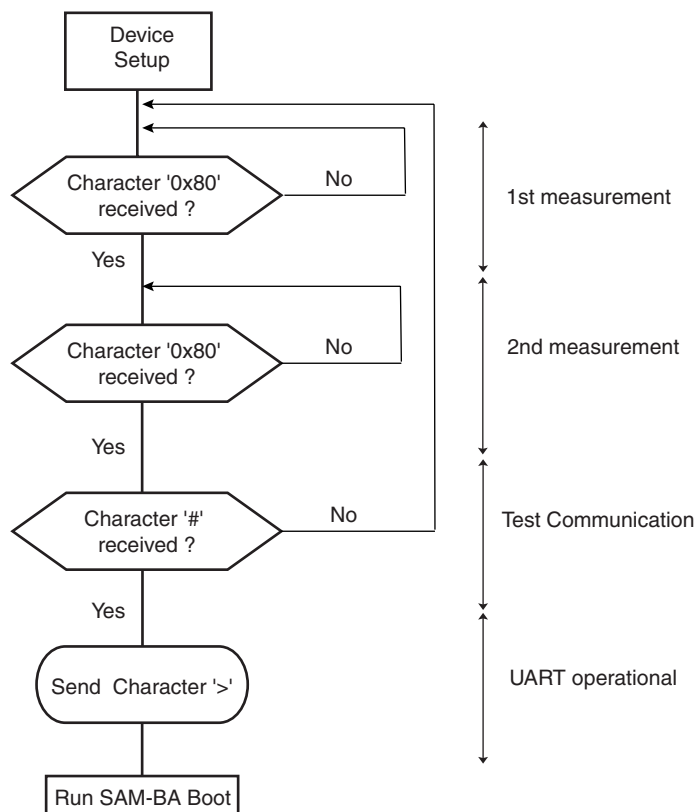 Device
Setup
Character '0x80'
received ?
No
1st measurement
Yes
Character '0x80'
received ?
No
2nd measurement
Yes
Character '#'
received ?
No
Test Communication
Yes
Send  Character '>'
UART operational
Run SAM-BA Boot